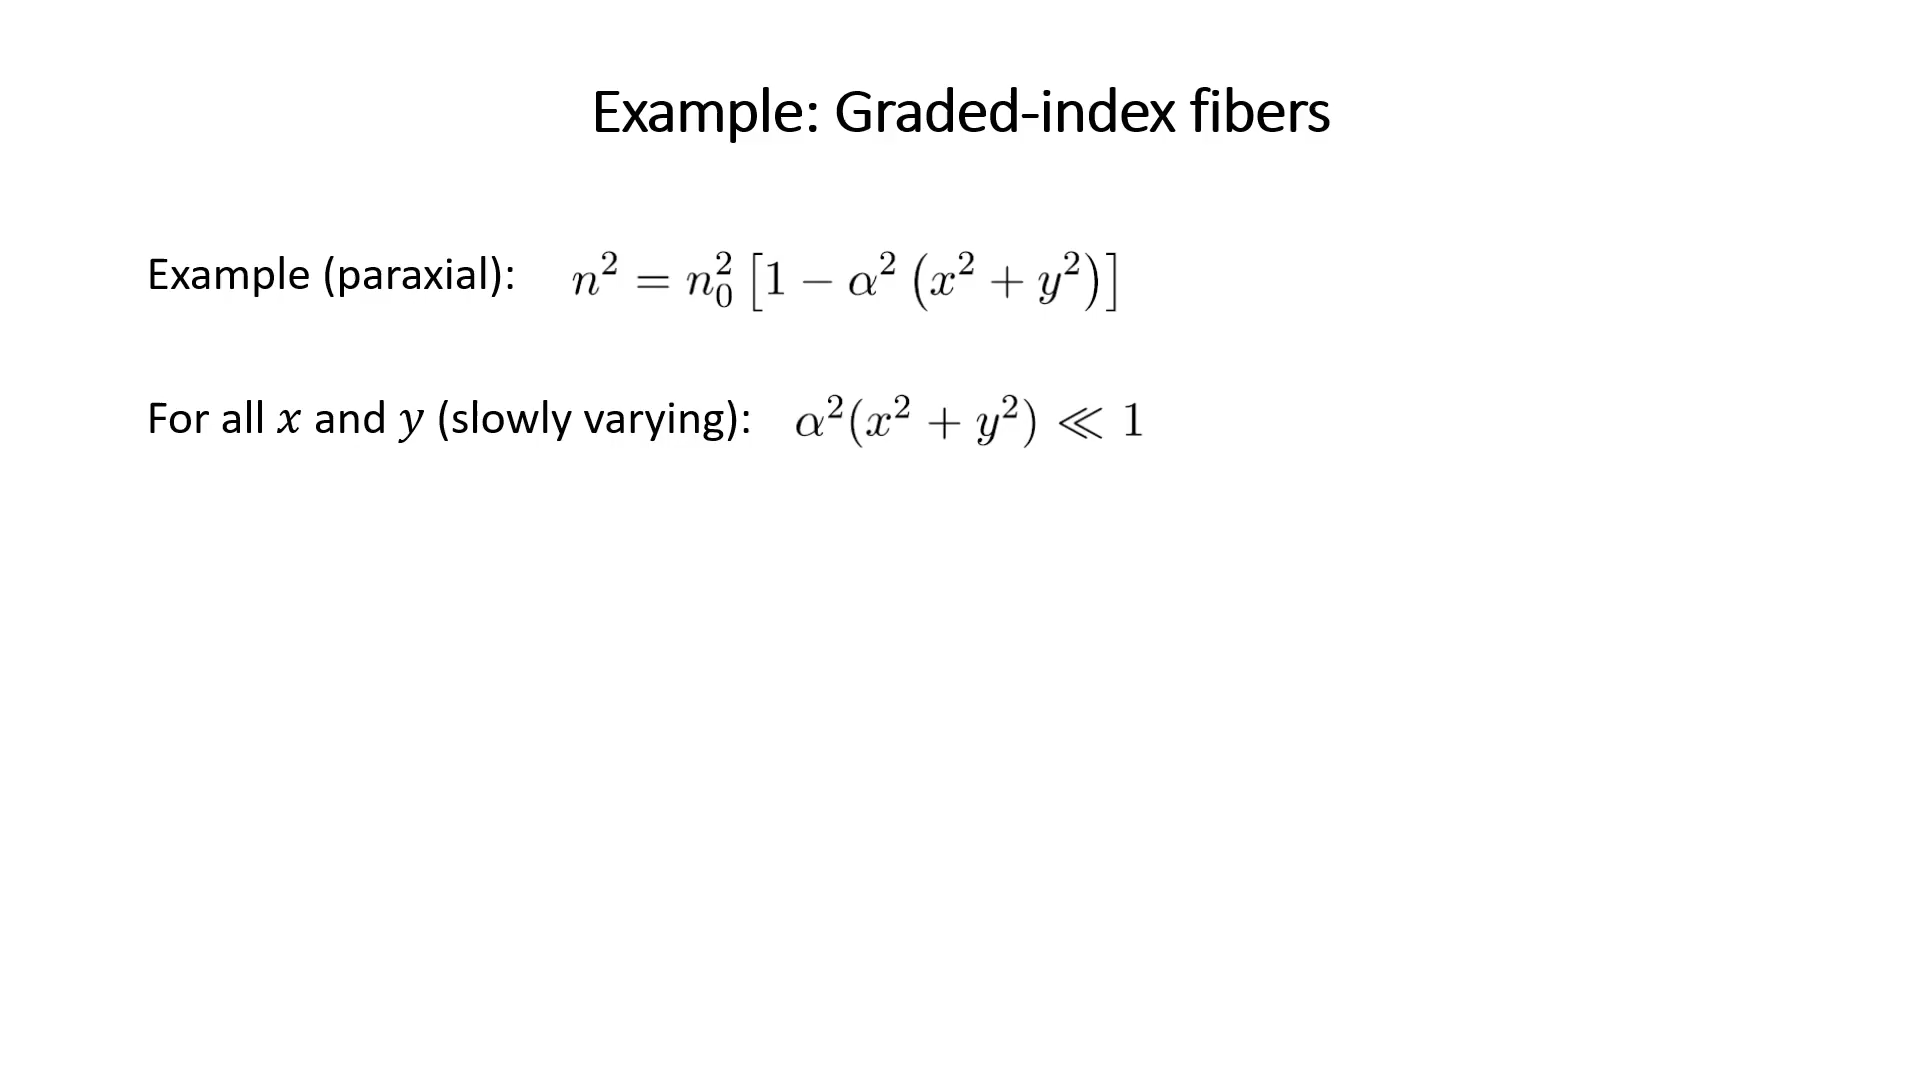 Example: Graded-index fibers
Example (paraxial): n² = n₀² [1 − α² (x² + y²)]
For all x and y (slowly varying): α²(x² + y²) ≪ 1